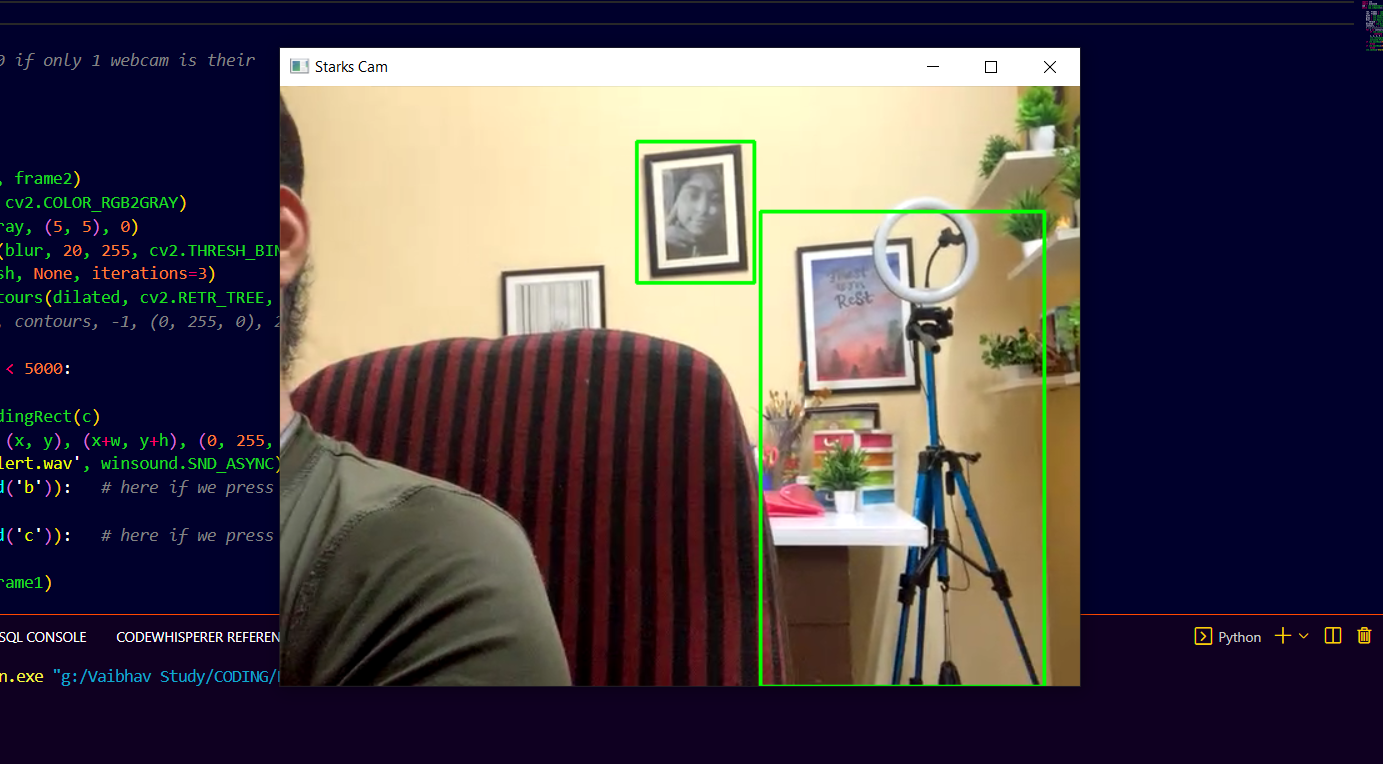 0 if only 1 webcam is their
Starks Cam
, frame2)
cv2.COLOR_RGB2GRAY)
ray, (5, 5), 0)
(blur, 20, 255, cv2.THRESH_BIN
sh, None, iterations=3)
tours(dilated, cv2.RETR_TREE,
, contours, -1, (0, 255, 0), 2
< 5000:
dingRect(c)
(x, y), (x+w, y+h), (0, 255,
lert.wav', winsound.SND_ASYNC)
d('b')):   # here if we press
d('c')):   # here if we press
rame1)
ReSt
SQL CONSOLE CODEWHISPERER REFEREN
Python
n.exe "g:/Vaibhav Study/CODING/